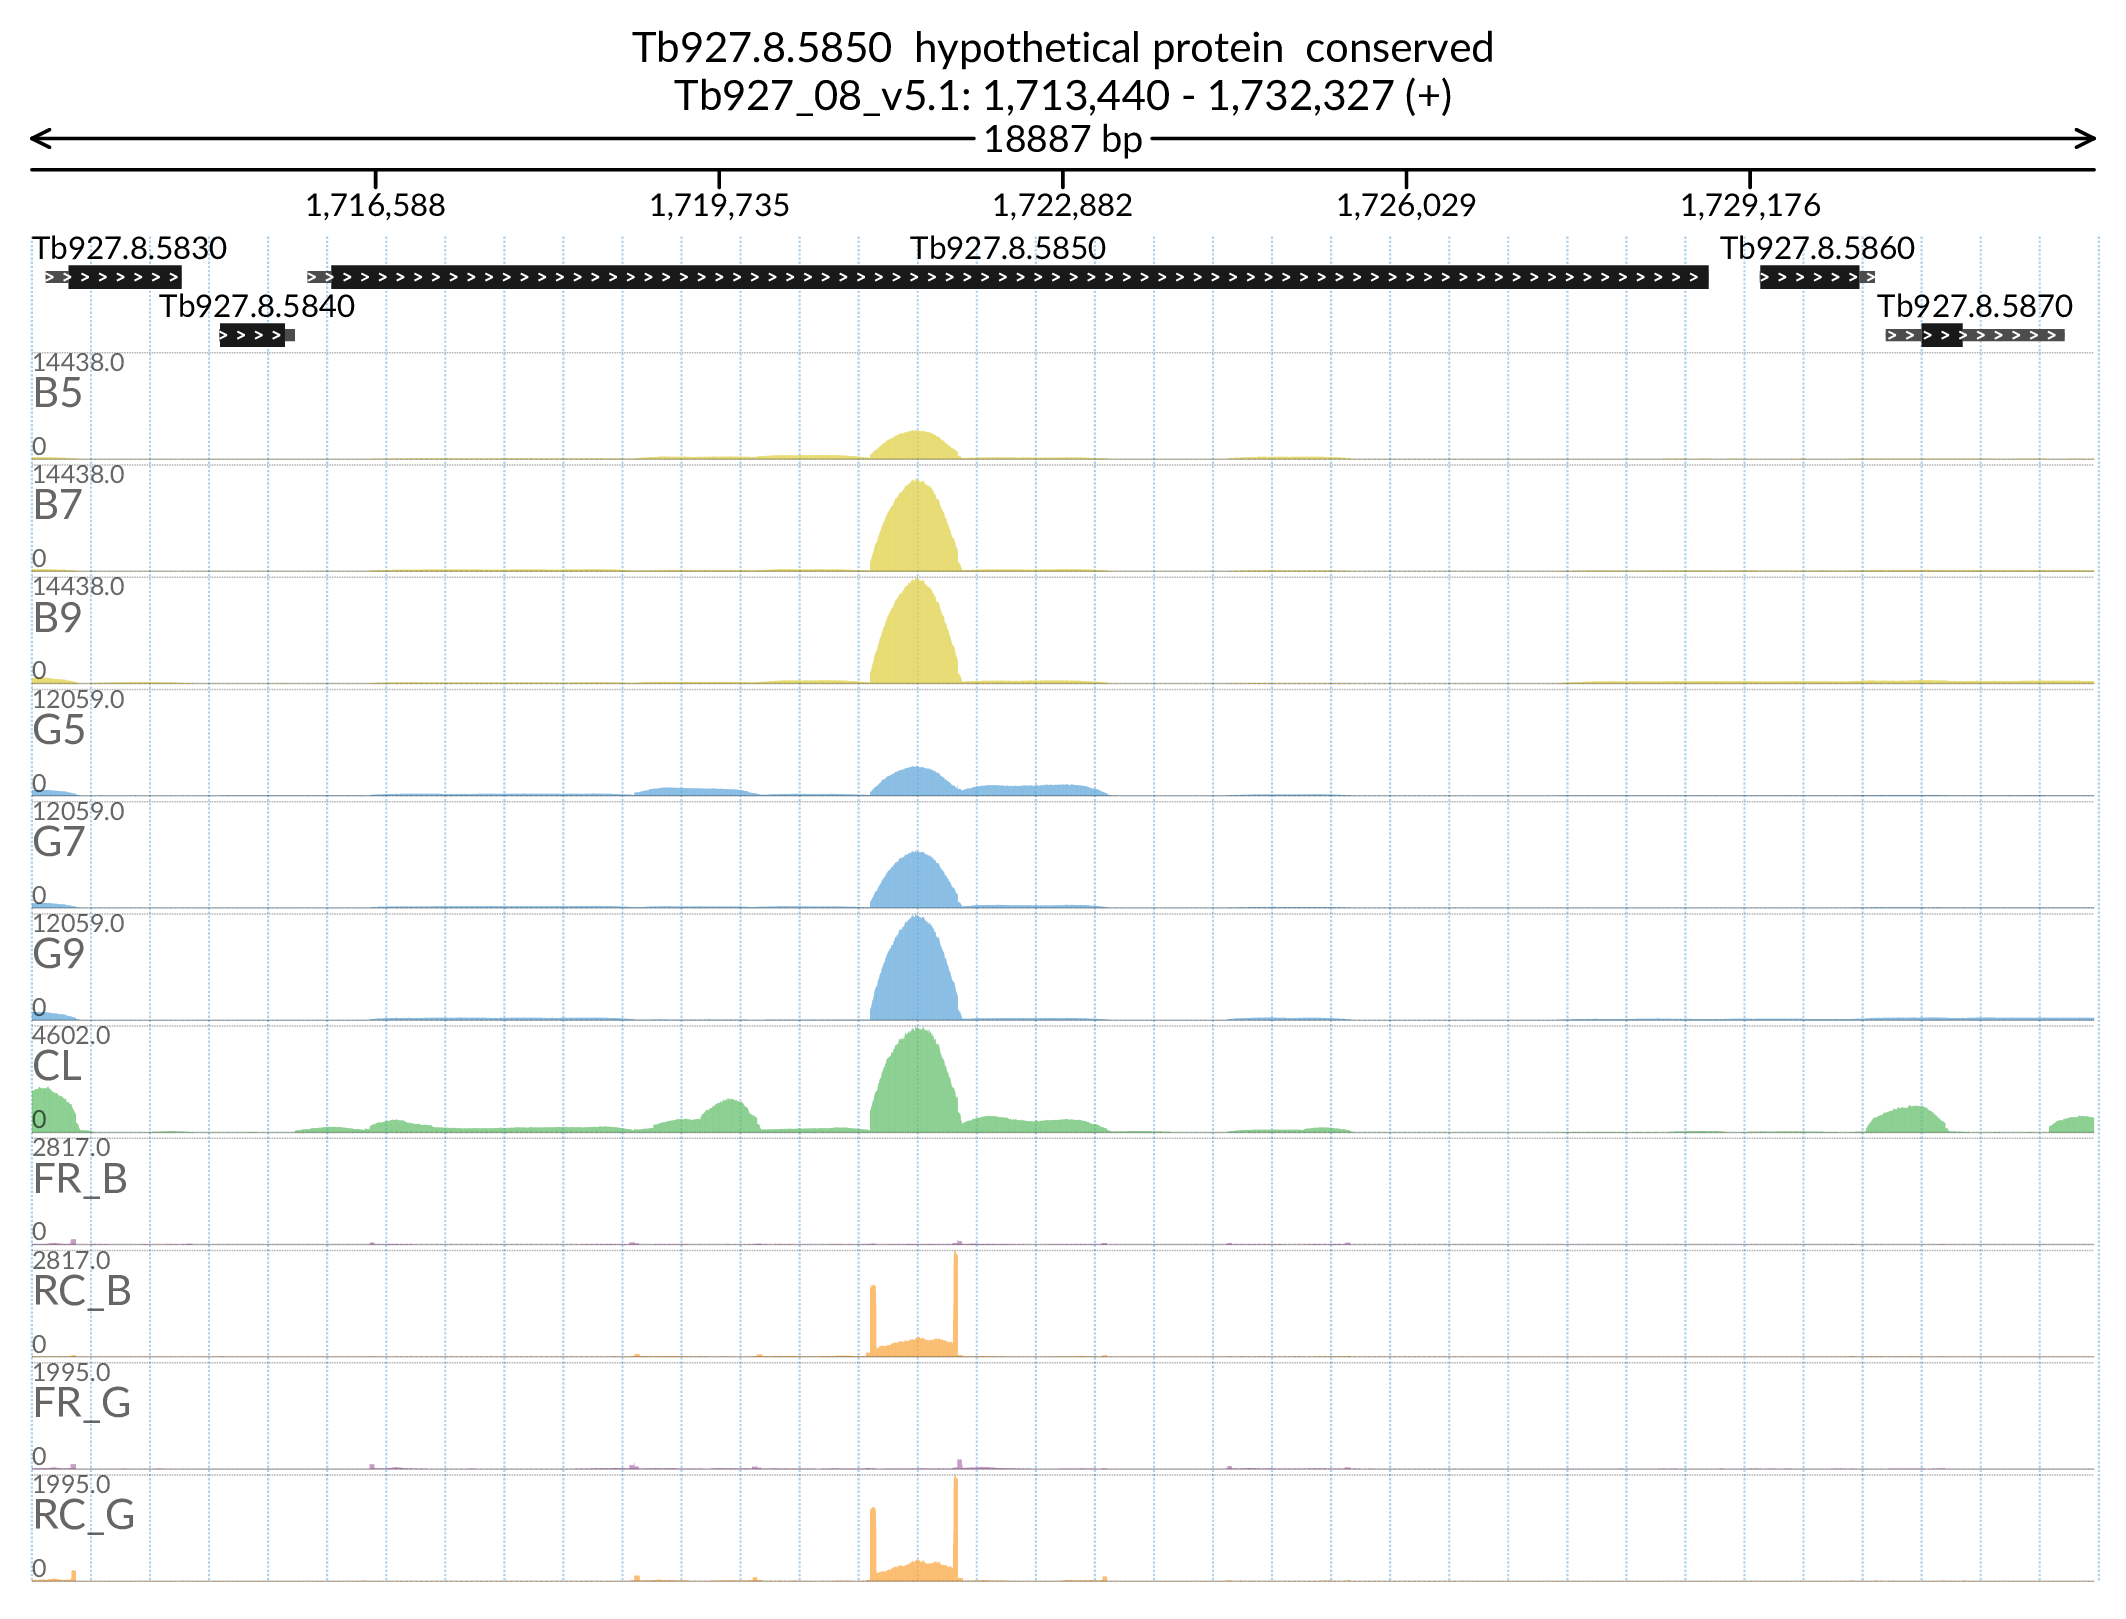 Tb927.8.5850  hypothetical protein  conserved
Tb927_08_v5.1: 1,713,440 - 1,732,327 (+)
18887 bp
1,716,588 1,719,735 1,722,882 1,726,029 1,729,176
Tb927.8.5830 Tb927.8.5850 Tb927.8.5860
Tb927.8.5840 Tb927.8.5870
14438.0
B5
0
14438.0
B7
0
14438.0
B9
0
12059.0
G5
0
12059.0
G7
0
12059.0
G9
0
4602.0
CL
0
2817.0
FR_B
0
2817.0
RC_B
0
1995.0
FR_G
0
1995.0
RC_G
0